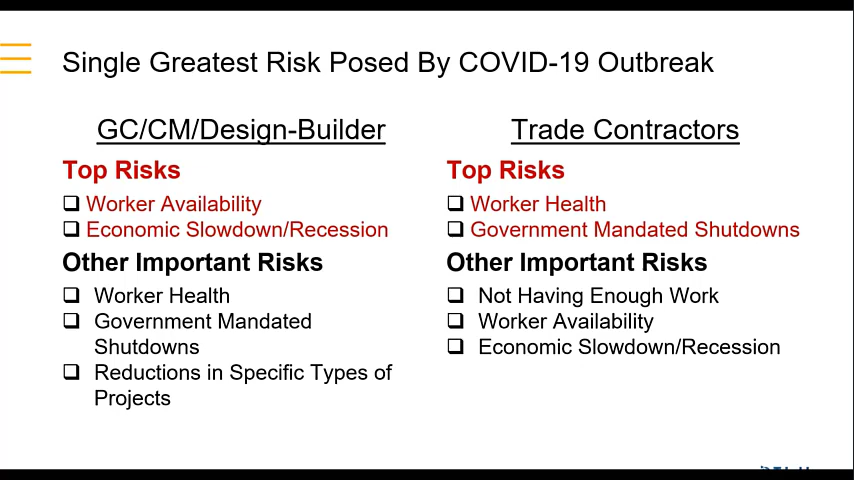 Single Greatest Risk Posed By COVID-19 Outbreak
GC/CM/Design-Builder
Top Risks
Worker Availability
Economic Slowdown/Recession
Other Important Risks
Worker Health
Government Mandated
Shutdowns
Reductions in Specific Types of
Projects
Trade Contractors
Top Risks
Worker Health
Government Mandated Shutdowns
Other Important Risks
Not Having Enough Work
Worker Availability
Economic Slowdown/Recession